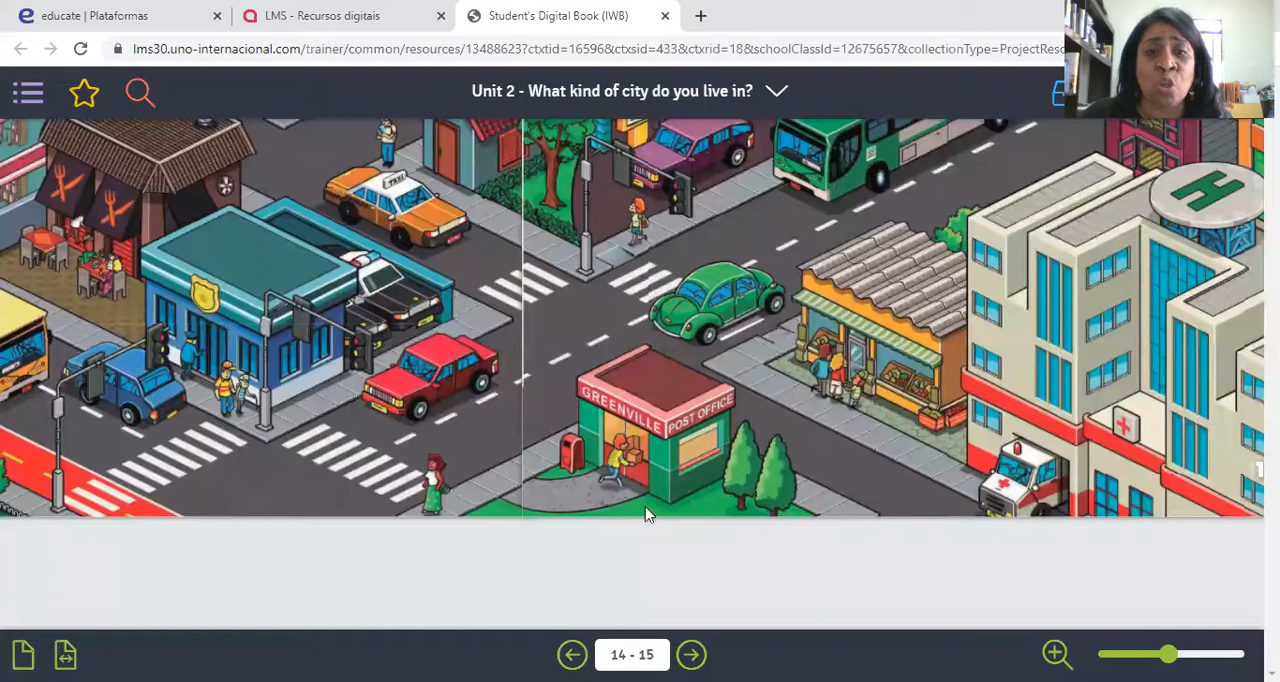 educate | Plataformas
LMS - Recursos digitais
Student's Digital Book (IWB)
lms30.uno-internacional.com/trainer/common/resources/13488623?ctxtid=16596&ctxsid=433&ctxrid=18&schoolClassId=12675657&collectionType=ProjectReso
Unit 2 - What kind of city do you live in?
TAXI
H
GREENVILLE POST OFFICE
14 - 15